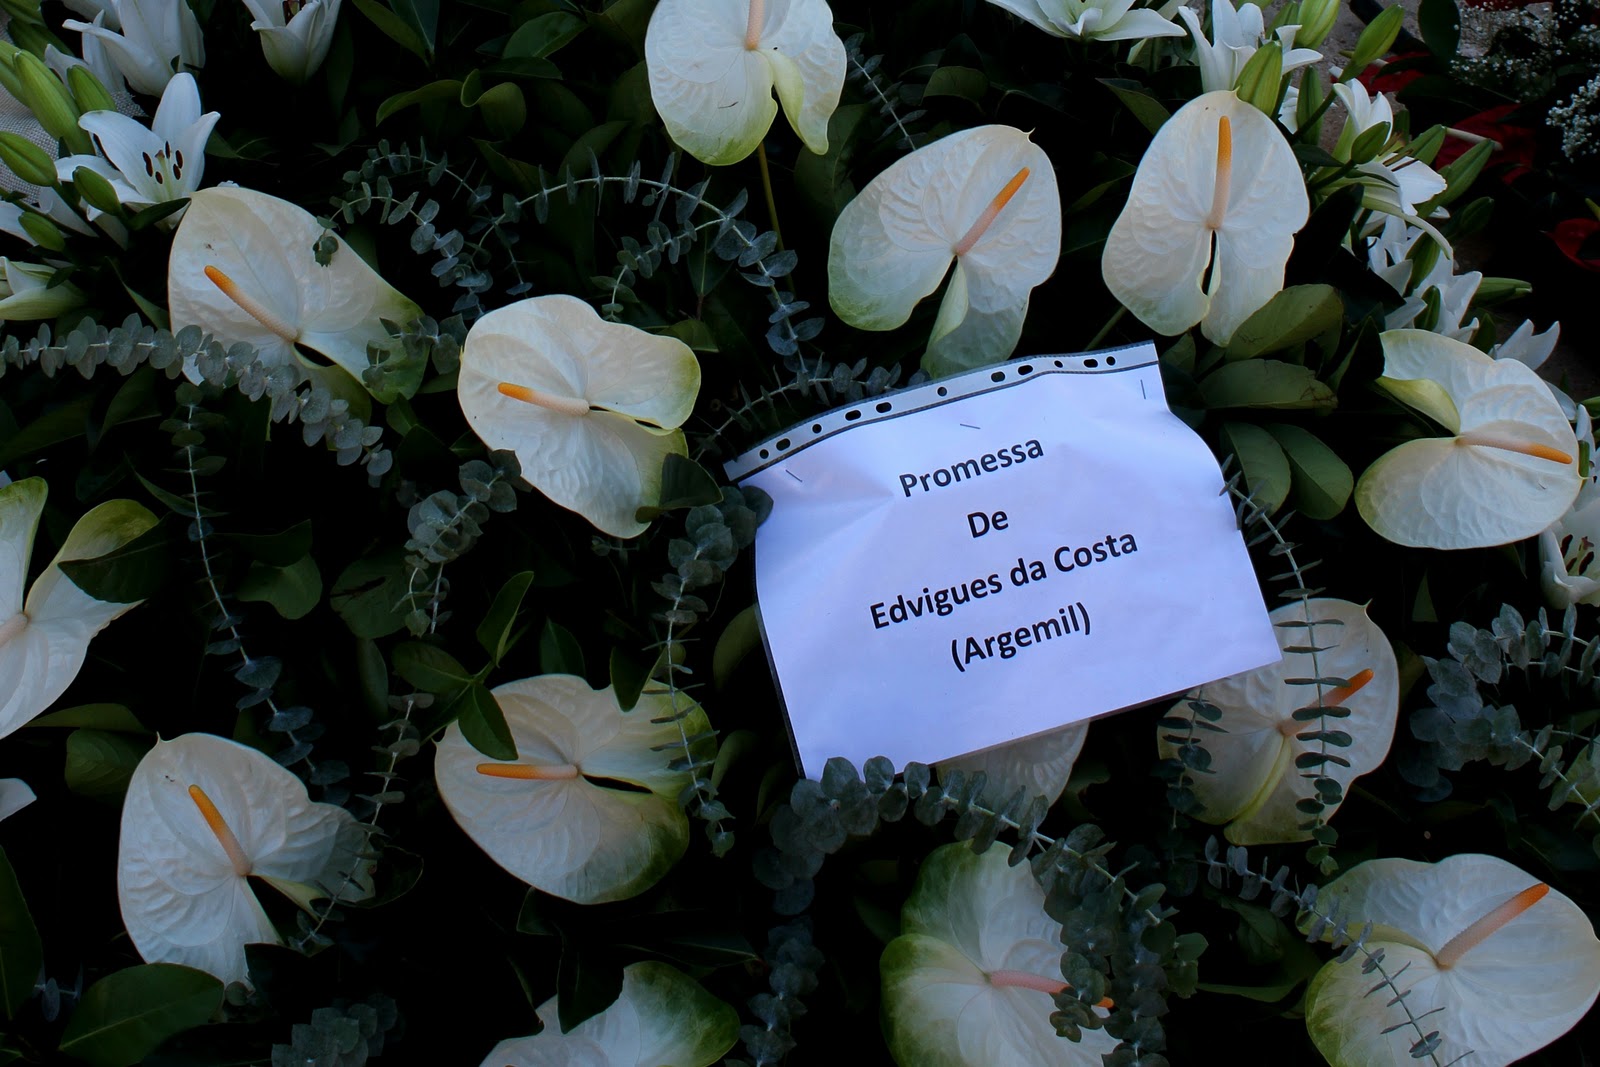 Promessa
De
Edvigues da Costa
(Argemil)